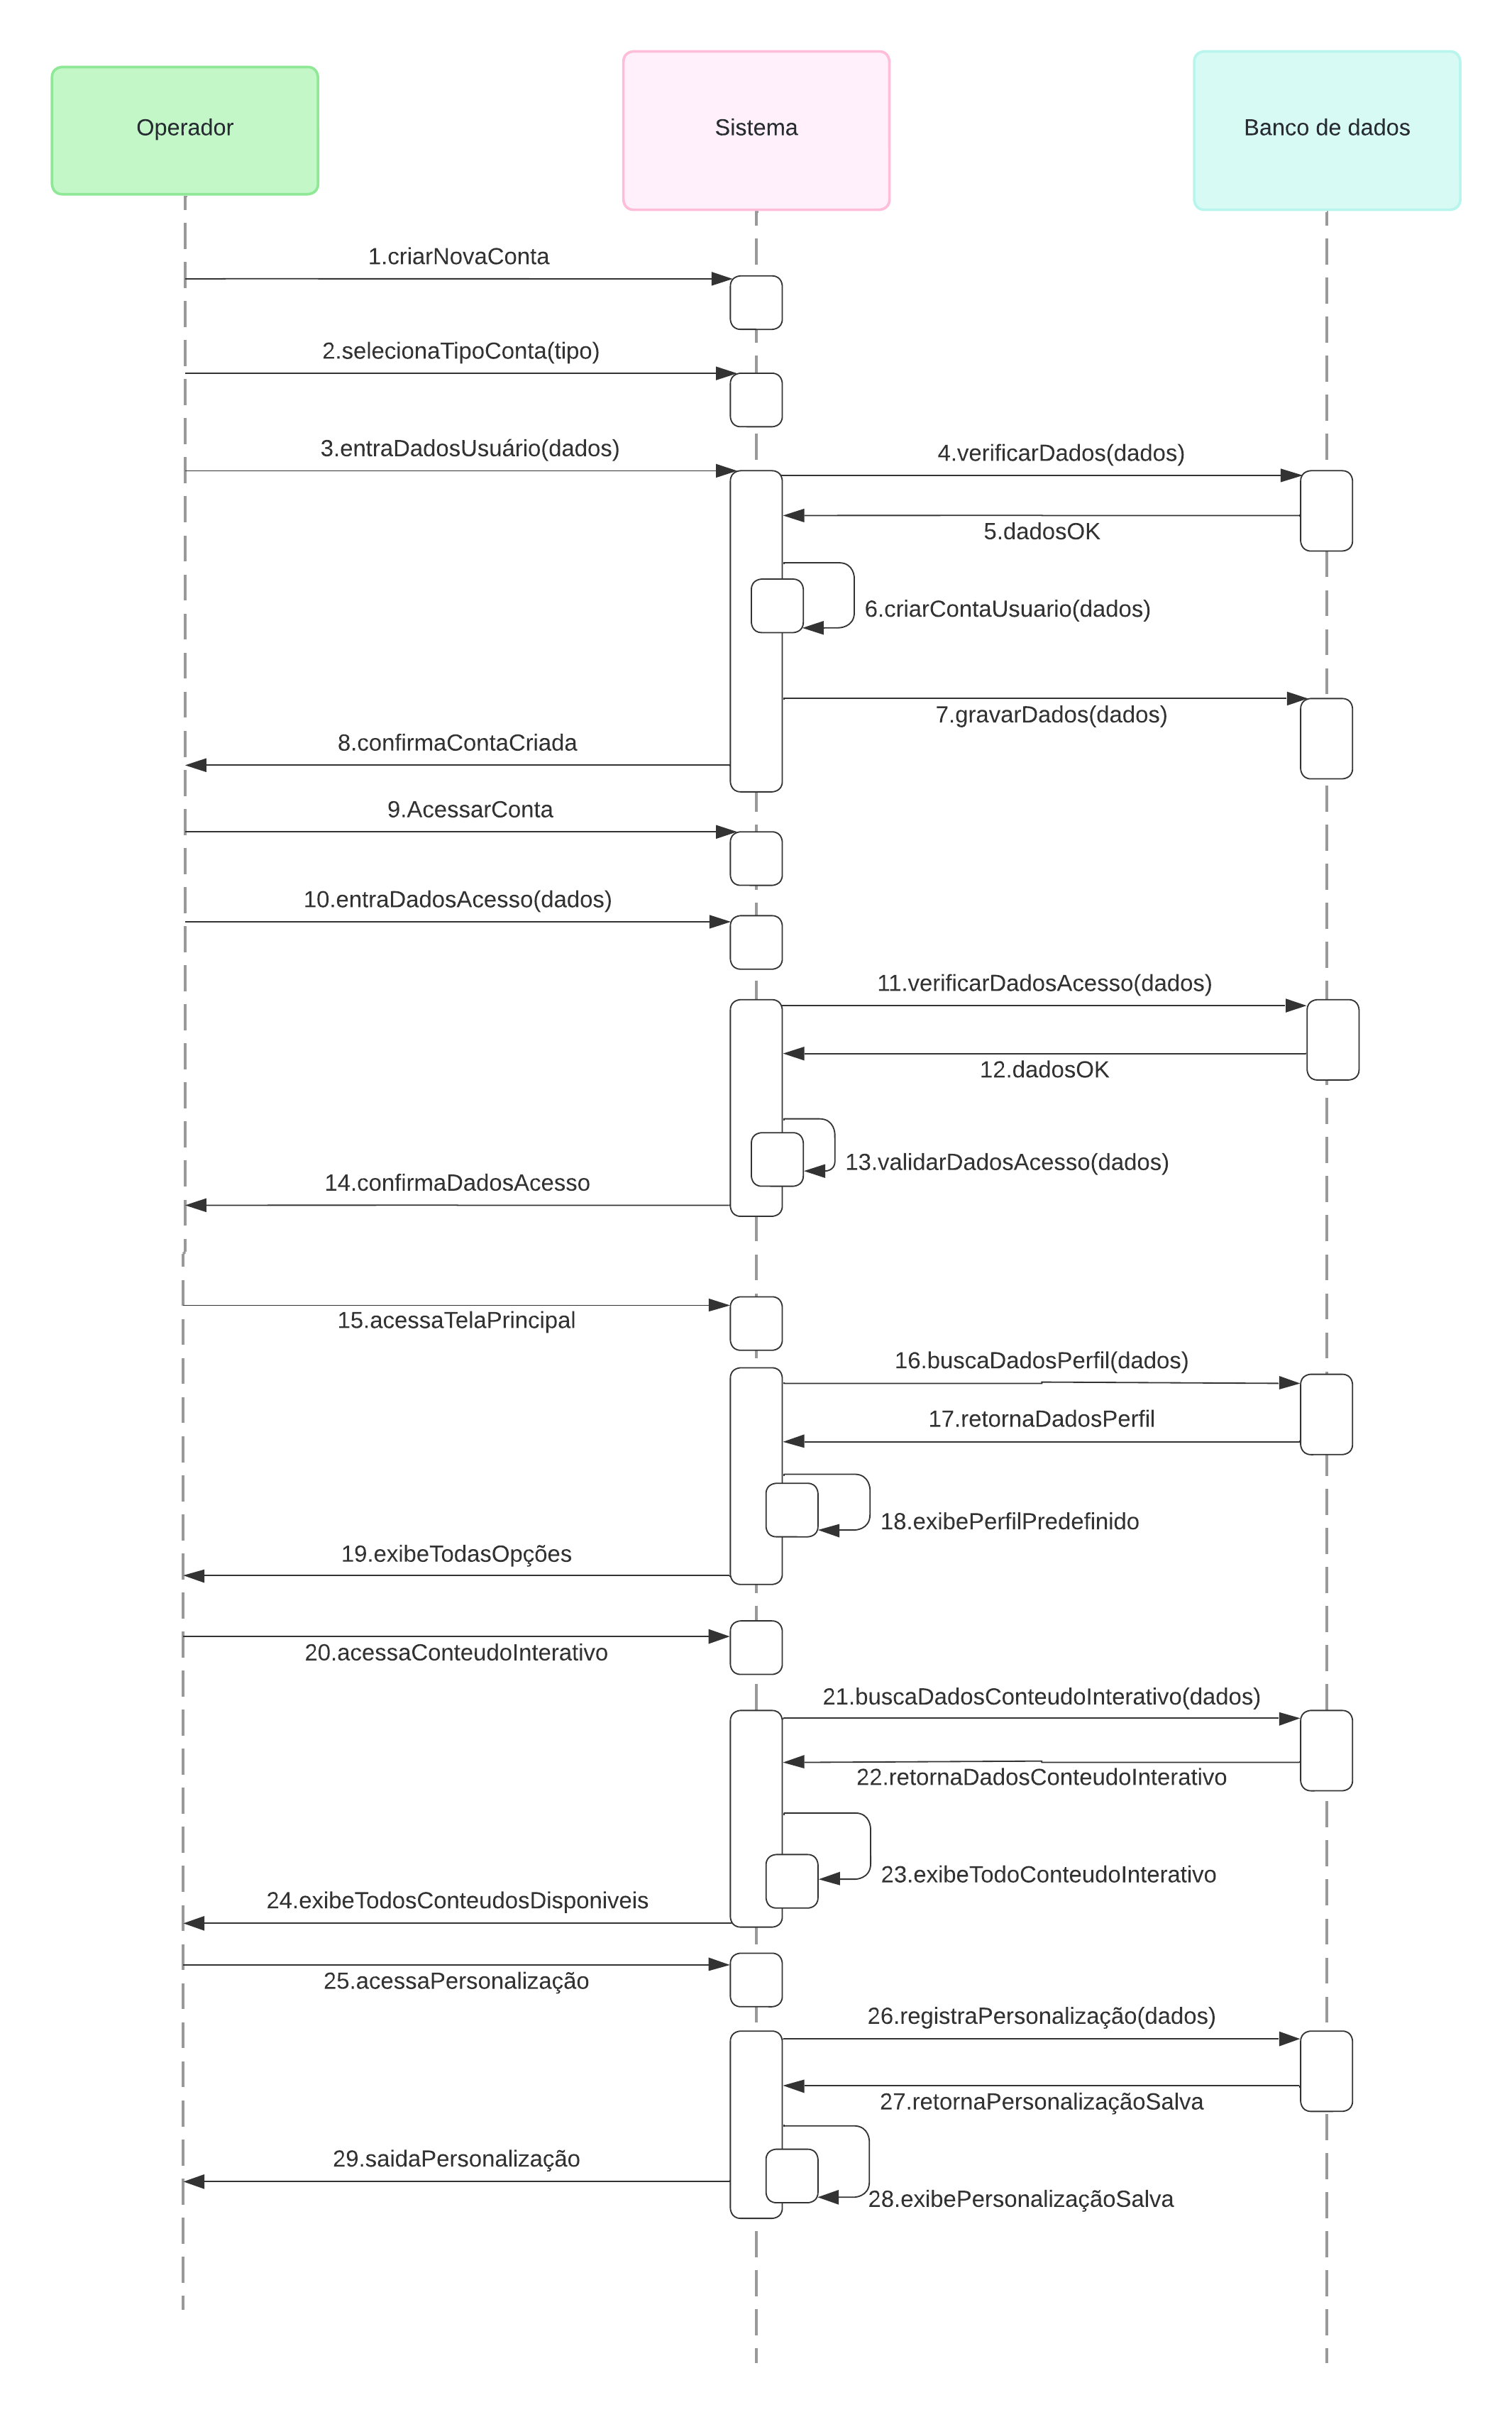 Operador
Sistema
Banco de dados
1.criarNovaConta
2.selecionaTipoConta(tipo)
3.entraDadosUsuário(dados)
4.verificarDados(dados)
5.dadosOK
6.criarContaUsuario(dados)
7.gravarDados(dados)
8.confirmaContaCriada
9.AcessarConta
10.entraDadosAcesso(dados)
11.verificarDadosAcesso(dados)
12.dadosOK
13.validarDadosAcesso(dados)
14.confirmaDadosAcesso
15.acessaTelaPrincipal
16.buscaDadosPerfil(dados)
17.retornaDadosPerfil
18.exibePerfilPredefinido
19.exibeTodasOpções
20.acessaConteudoInterativo
21.buscaDadosConteudoInterativo(dados)
22.retornaDadosConteudoInterativo
23.exibeTodoConteudoInterativo
24.exibeTodosConteudosDisponiveis
25.acessaPersonalização
26.registraPersonalização(dados)
27.retornaPersonalizaçãoSalva
29.saidaPersonalização
28.exibePersonalizaçãoSalva